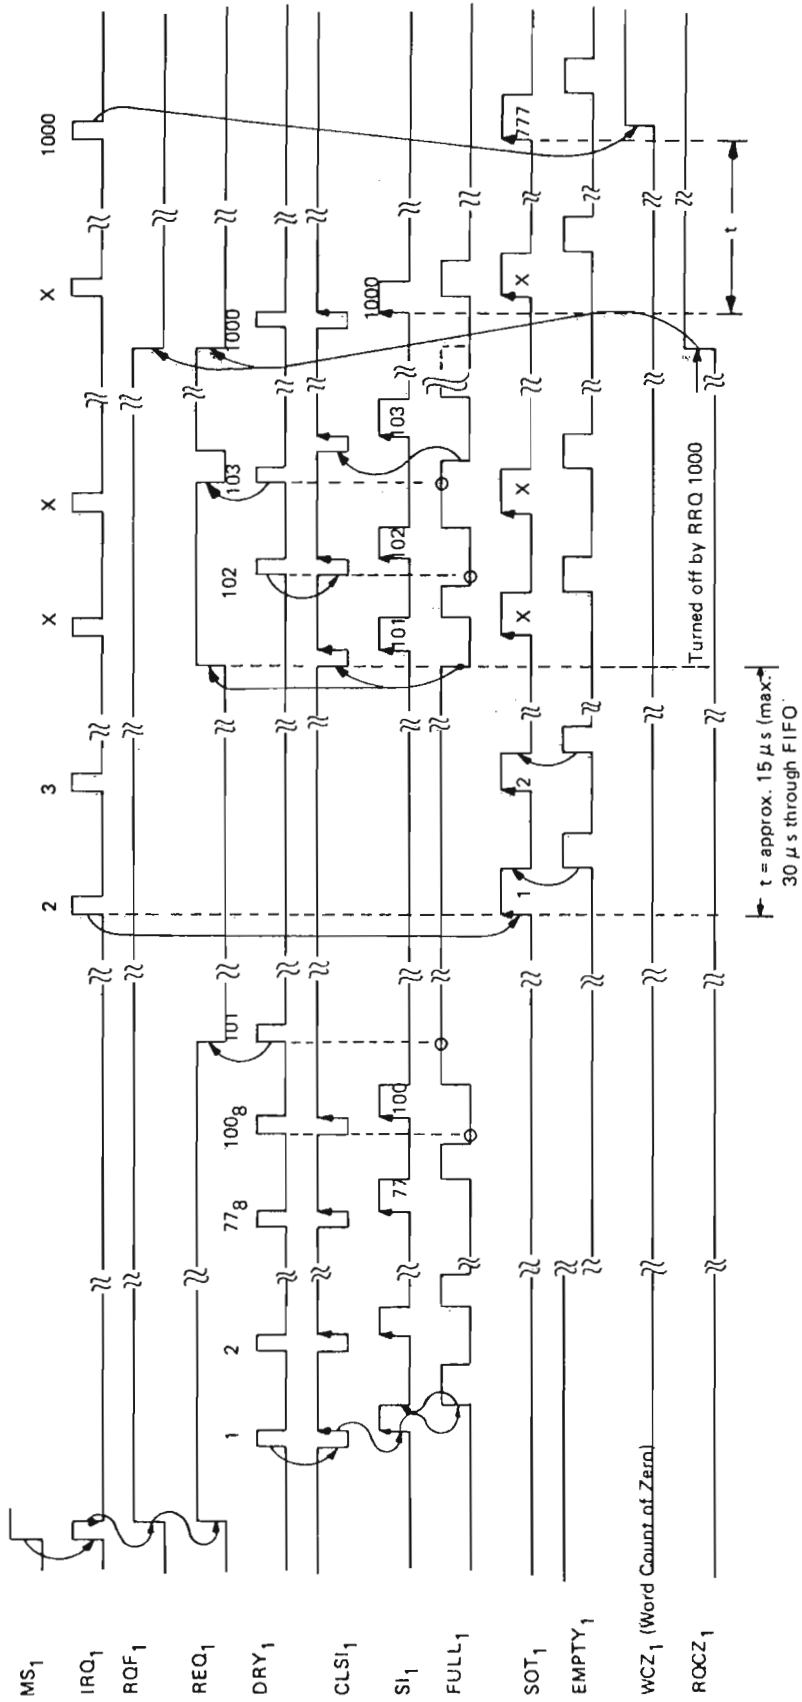 MS₁
2 3 X X X 1000
IRQ₁
RQF₁
REQ₁
1 2 77₈ 100₈ 101 102 103 1000
DRY₁
CLSI₁
77 100 101 102 103 1000
SI₁
FULL₁
1 2 X X X 777
SOT₁
EMPTY₁
WCZ₁ (Word Count of Zero)
Turned off by RRQ 1000
RQCZ₁
t
t = approx. 15 μs (max.
30 μs through FIFO